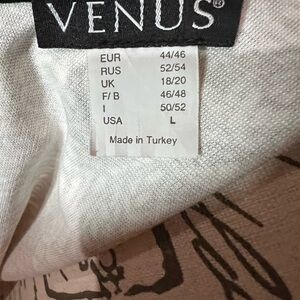 VENUS®
EUR 44/46
RUS 52/54
UK 18/20
F/B 46/48
I 50/52
USA L
Made in Turkey